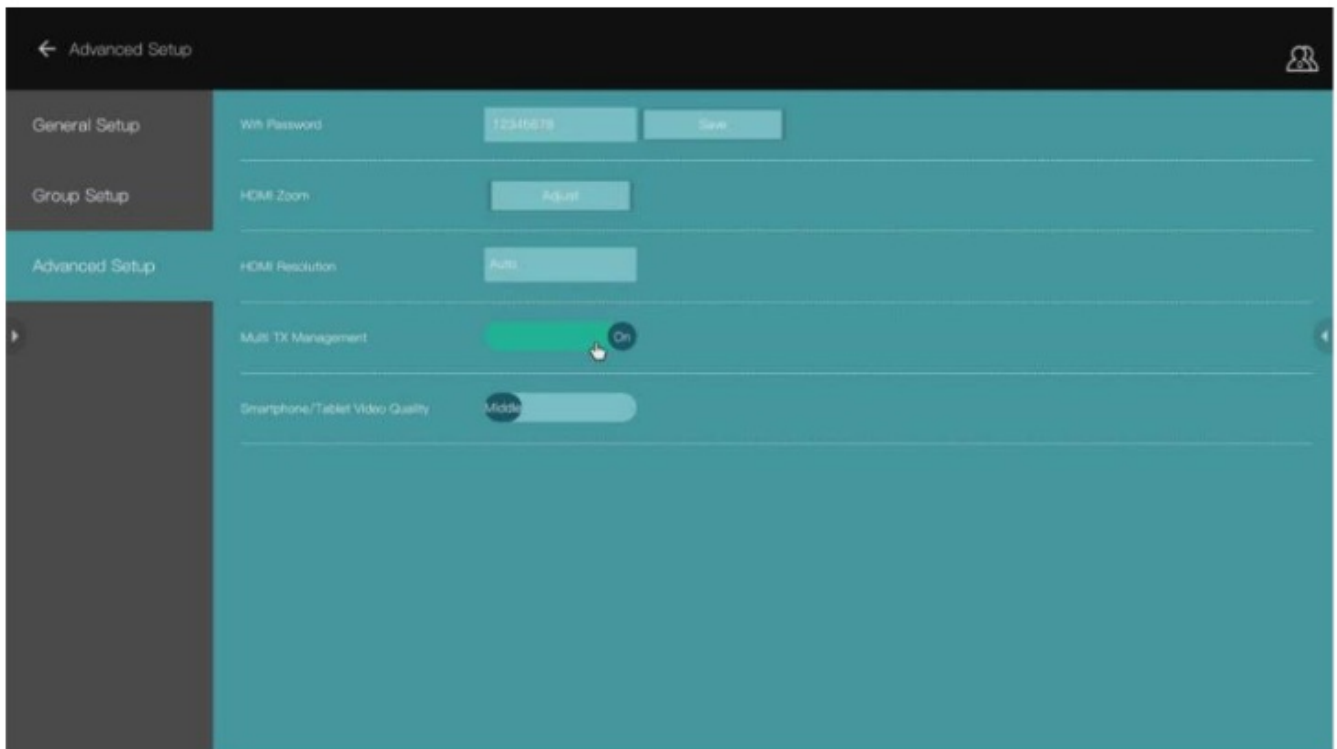 Advanced Setup
General Setup
Wifi Password
12345678
Save
Group Setup
HDMI Zoom
Adjust
Advanced Setup
HDMI Resolution
Auto
Multi TX Management
On
Smartphone/Tablet Video Quality
Middle